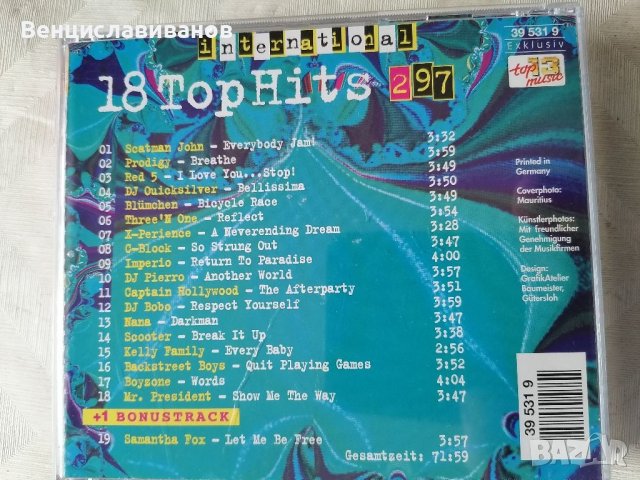 Венциславиванов
international
18 Top Hits 297
39 531 9
Exklusiv
top 13 music
01 Scatman John – Everybody Jam! 3:32
02 Prodigy – Breathe 3:59
03 Red 5 – I Love You...Stop! 3:49
04 DJ Quicksilver – Bellissima 3:50
05 Blümchen – Bicycle Race 3:49
06 Three'N One – Reflect 3:54
07 X-Perience – A Neverending Dream 3:28
08 C-Block – So Strung Out 3:47
09 Imperio – Return To Paradise 4:00
10 DJ Pierro – Another World 3:57
11 Captain Hollywood – The Afterparty 3:51
12 DJ Bobo – Respect Yourself 3:59
13 Nana – Darkman 3:47
14 Scooter – Break It Up 3:38
15 Kelly Family – Every Baby 2:56
16 Backstreet Boys – Quit Playing Games 3:52
17 Boyzone – Words 4:04
18 Mr. President – Show Me The Way 3:47
+1 BONUSTRACK
19 Samantha Fox – Let Me Be Free 3:57
Gesamtzeit: 71:59
Printed in
Germany
Coverphoto:
Mauritius
Künstlerphotos:
Mit freundlicher
Genehmigung
der Musikfirmen
Design:
GrafikAtelier
Baumeister,
Gütersloh
39 531 9
BAZAR